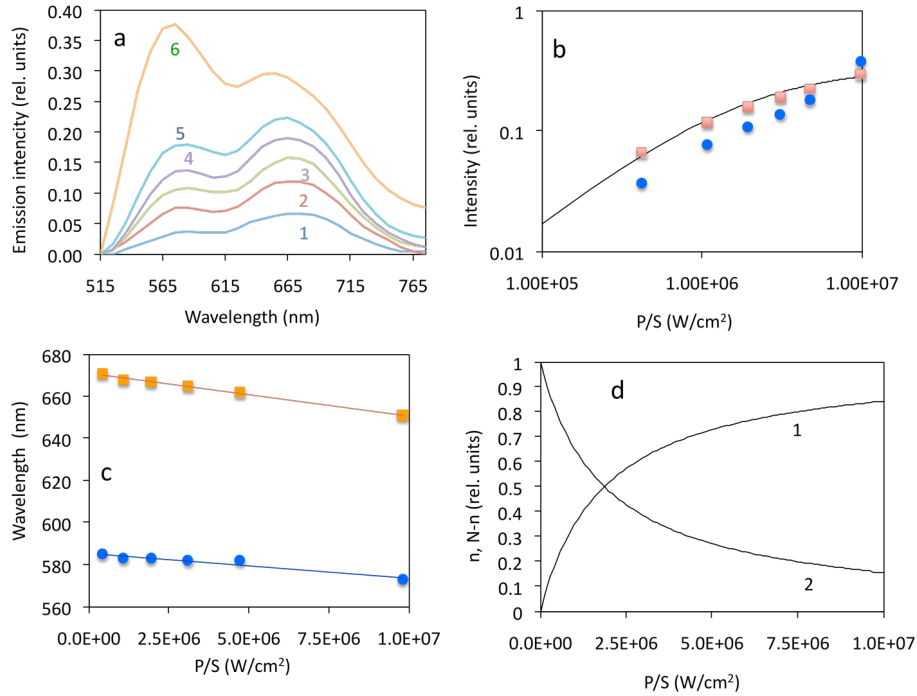 a
0.40
0.35
0.30
0.25
0.20
0.15
0.10
0.05
0.00
6
5
4
3
2
1
515 565 615 665 715 765
Wavelength (nm)
Emission intencity (rel. units)
b
1
0.1
0.01
1.00E+05 1.00E+06 1.00E+07
P/S (W/cm²)
Intensity (rel. units)
c
680
660
640
620
600
580
560
0.0E+00 2.5E+06 5.0E+06 7.5E+06 1.0E+07
P/S (W/cm²)
Wavelength (nm)
d
1
0.9
0.8
0.7
0.6
0.5
0.4
0.3
0.2
0.1
0
1
2
0.0E+00 2.5E+06 5.0E+06 7.5E+06 1.0E+07
P/S (W/cm²)
n, N-n (rel. units)